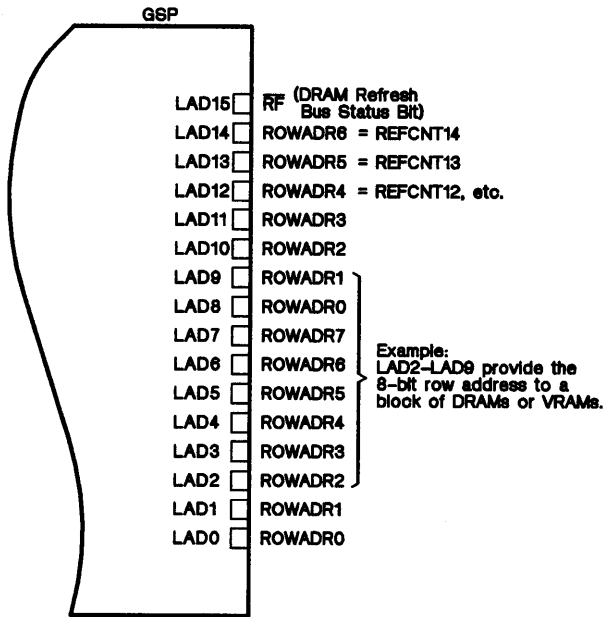 GSP
LAD15 RF (DRAM Refresh
Bus Status Bit)
LAD14 ROWADR6 = REFCNT14
LAD13 ROWADR5 = REFCNT13
LAD12 ROWADR4 = REFCNT12, etc.
LAD11 ROWADR3
LAD10 ROWADR2
LAD9 ROWADR1
LAD8 ROWADR0
LAD7 ROWADR7
LAD6 ROWADR6
LAD5 ROWADR5
LAD4 ROWADR4
LAD3 ROWADR3
LAD2 ROWADR2
LAD1 ROWADR1
LAD0 ROWADR0
Example:
LAD2-LAD9 provide the
8-bit row address to a
block of DRAMs or VRAMs.